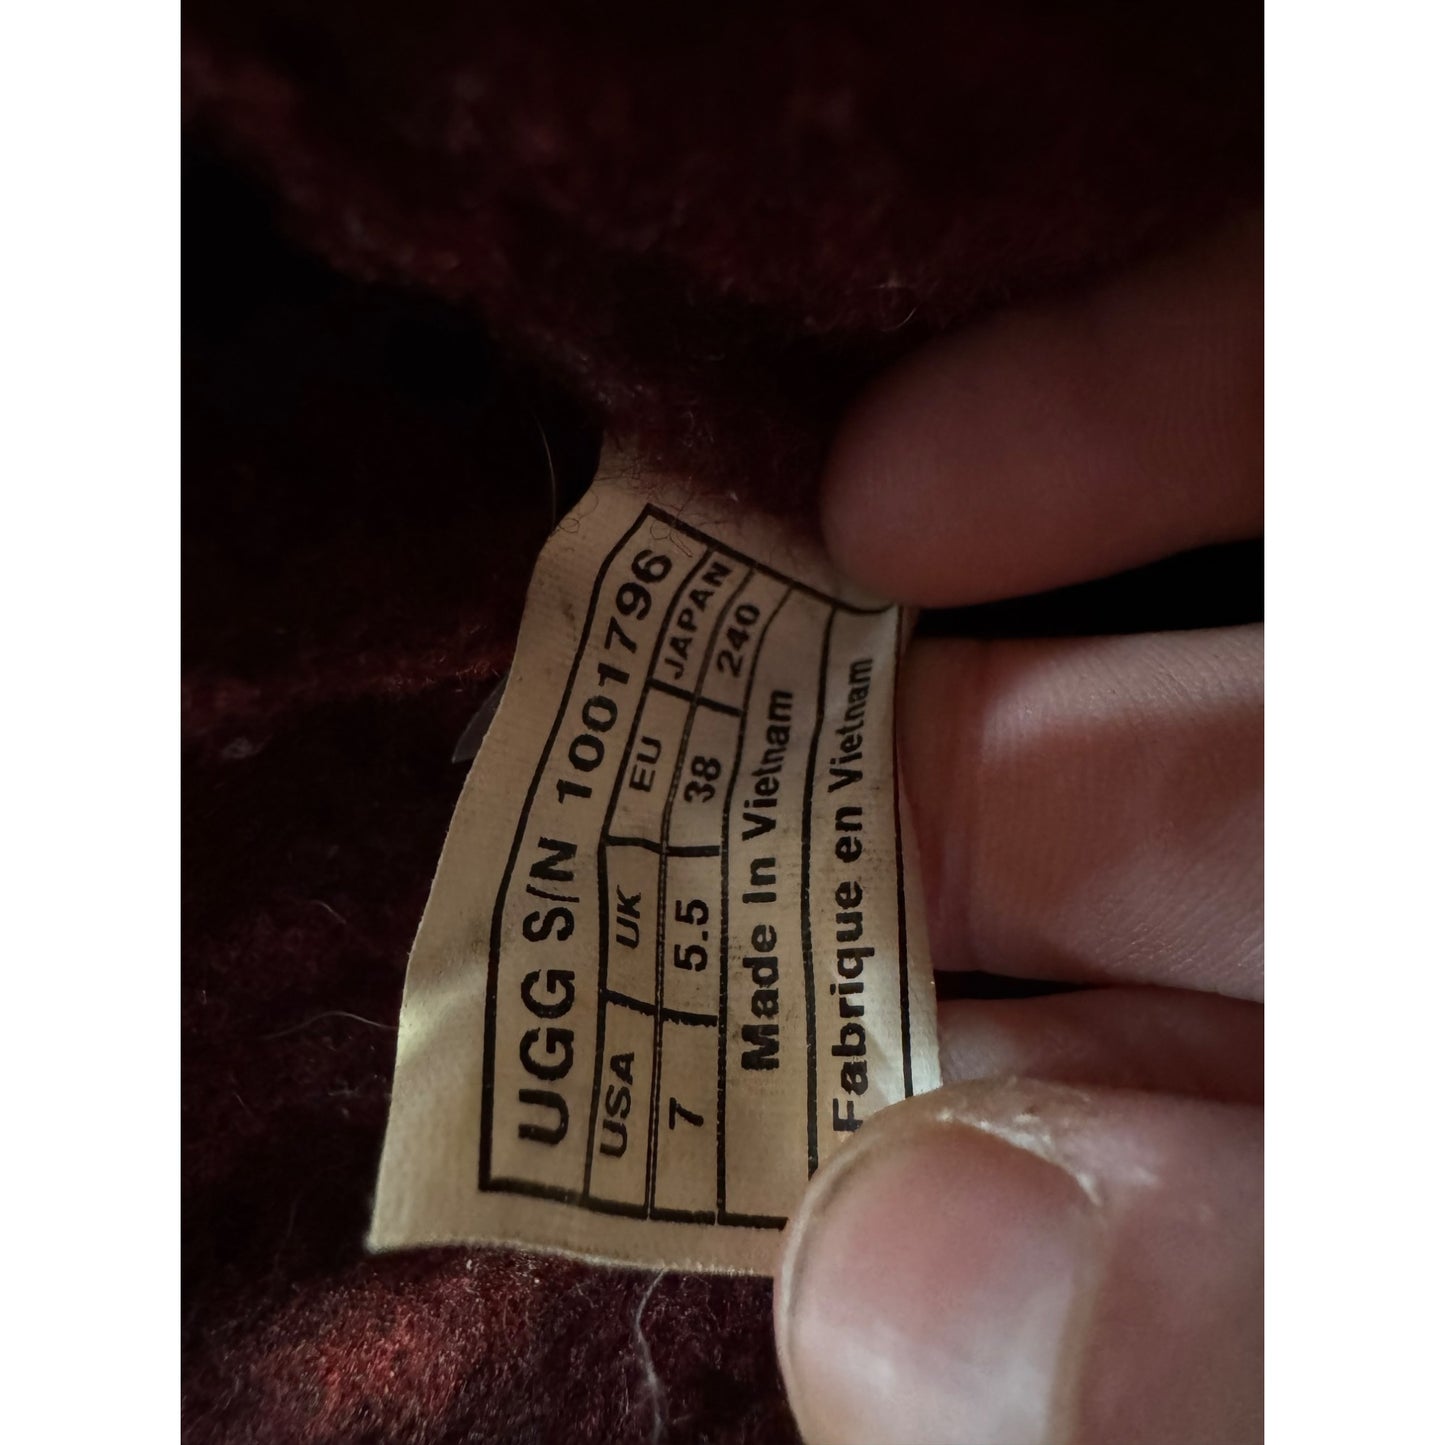 UGG S/N 1001796
USA UK EU JAPAN
7 5.5 38 240
Made In Vietnam
Fabrique en Vietnam